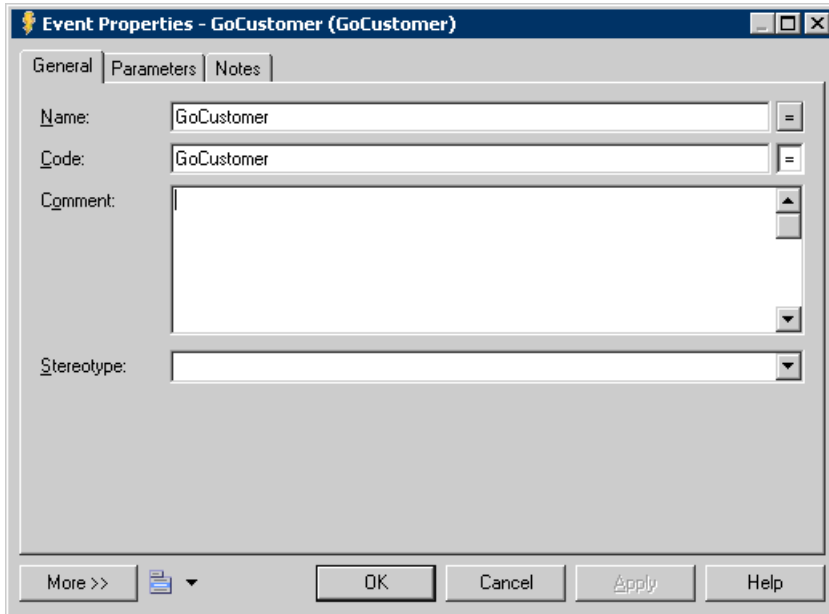 Event Properties - GoCustomer (GoCustomer)
General Parameters Notes
Name: GoCustomer =
Code: GoCustomer =
Comment:
Stereotype:
More >> OK Cancel Apply Help